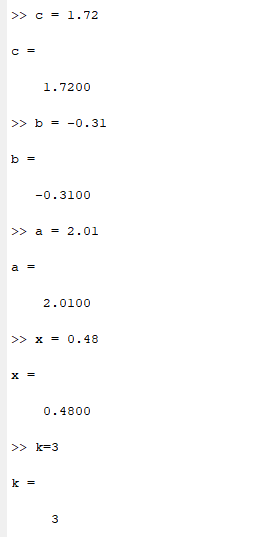 >> c = 1.72
c =
1.7200
>> b = -0.31
b =
-0.3100
>> a = 2.01
a =
2.0100
>> x = 0.48
x =
0.4800
>> k=3
k =
3